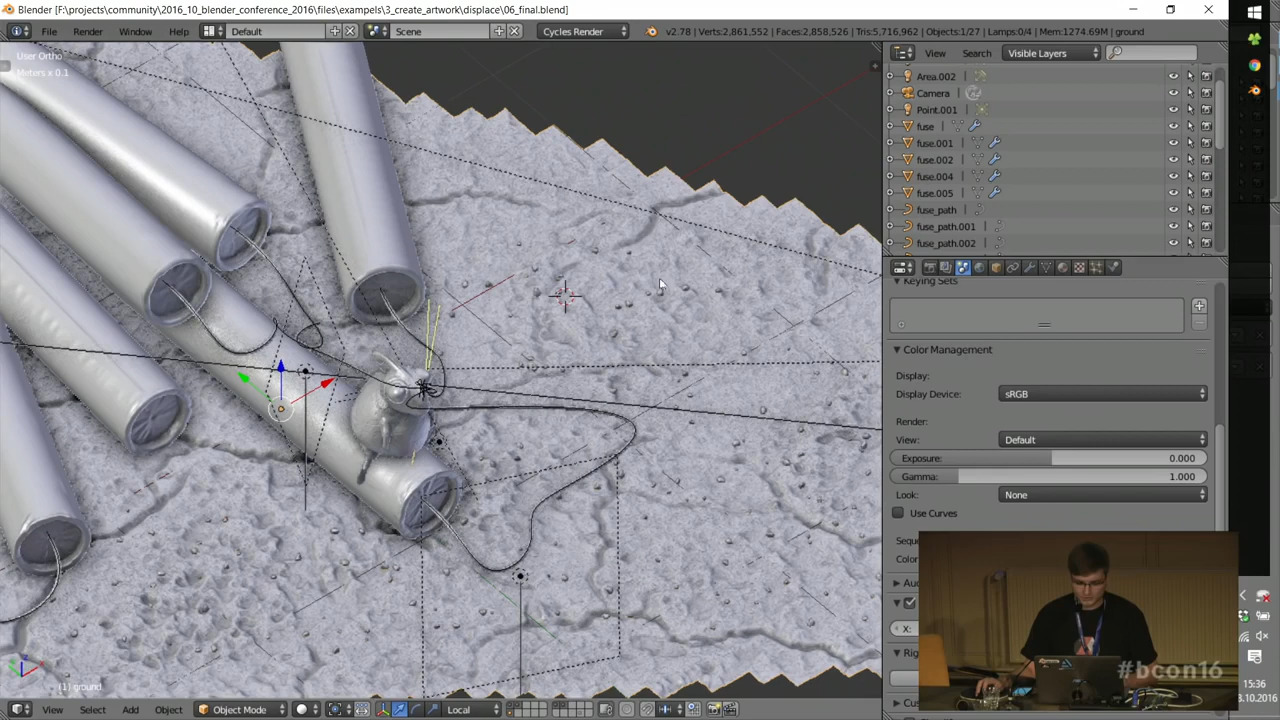 Blender [F:\projects\community\2016_10_blender_conference_2016\files\exampels\3_create_artwork\displace\06_final.blend]
File Render Window Help Default Scene Cycles Render v2.78 | Verts:2,861,552 | Faces:2,858,526 | Tris:5,716,962 | Objects:1/27 | Lamps:0/4 | Mem:1274.69M | ground
User Ortho
Meters x 0.1
View Search Visible Layers
Area.002
Camera
Point.001
fuse
fuse.001
fuse.002
fuse.004
fuse.005
fuse_path
fuse_path.001
fuse_path.002
Keying Sets
Color Management
Display:
Display Device: sRGB
Render:
View: Default
Exposure: 0.000
Gamma: 1.000
Look: None
Use Curves
X:
#bcon16
15:36
(1) ground
View Select Add Object Object Mode Local